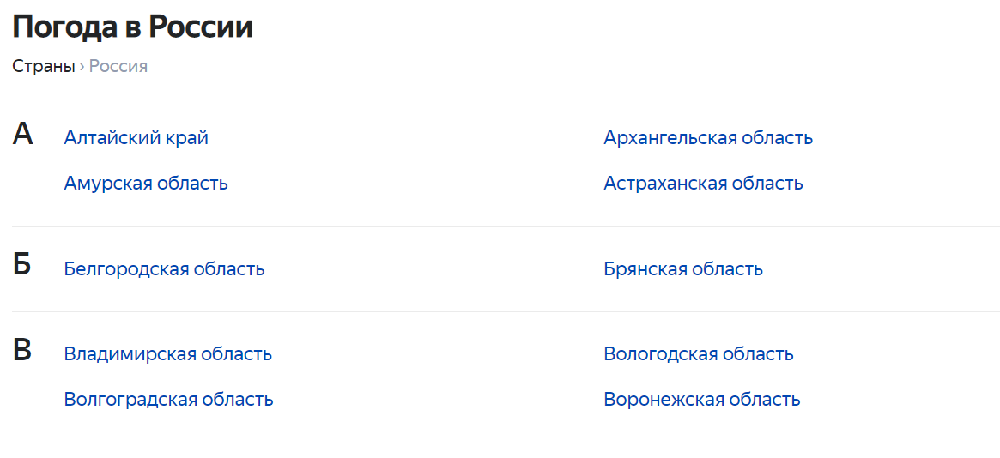 Погода в России
Страны › Россия
А
Алтайский край
Архангельская область
Амурская область
Астраханская область
Б
Белгородская область
Брянская область
В
Владимирская область
Вологодская область
Волгоградская область
Воронежская область